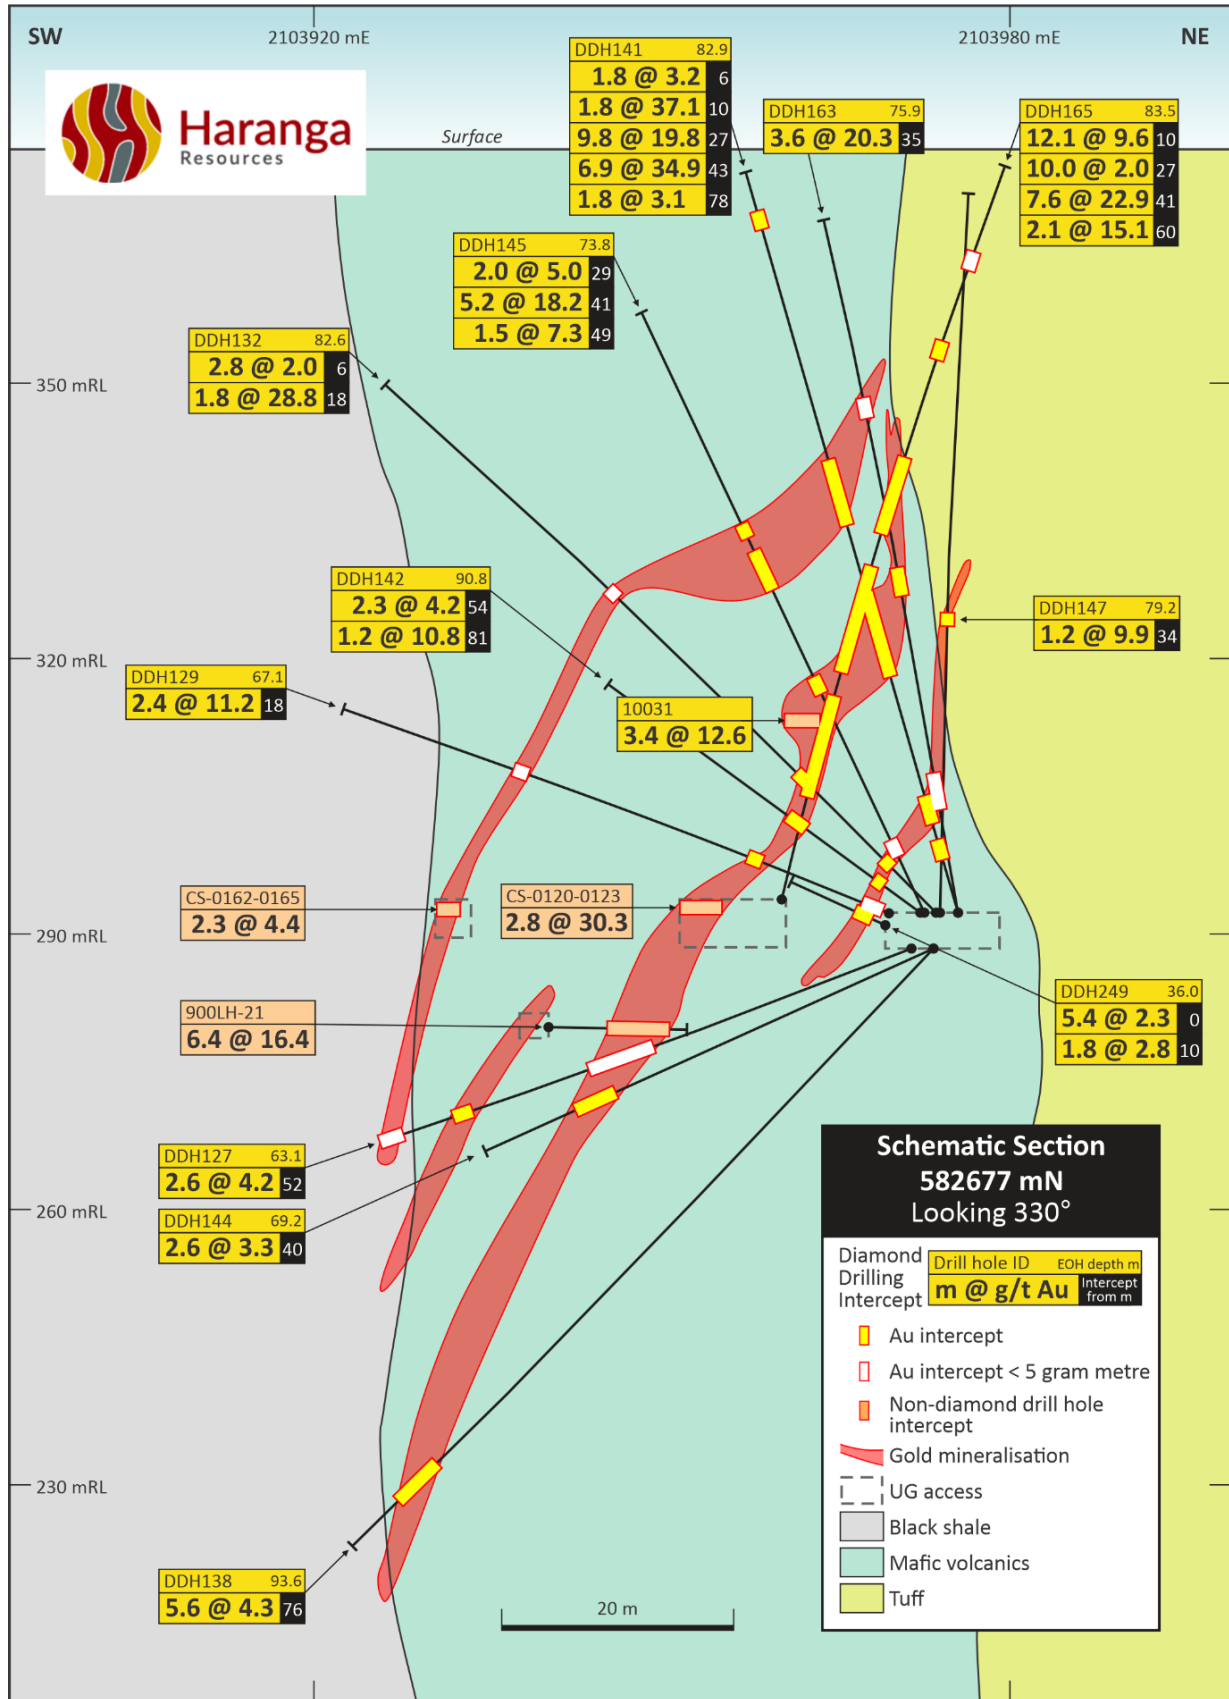 SW
2103920 mE
2103980 mE
NE
Haranga
Resources
Surface
DDH141 82.9
1.8 @ 3.2 6
1.8 @ 37.1 10
9.8 @ 19.8 27
6.9 @ 34.9 43
1.8 @ 3.1 78
DDH163 75.9
3.6 @ 20.3 35
DDH165 83.5
12.1 @ 9.6 10
10.0 @ 2.0 27
7.6 @ 22.9 41
2.1 @ 15.1 60
DDH145 73.8
2.0 @ 5.0 29
5.2 @ 18.2 41
1.5 @ 7.3 49
DDH132 82.6
2.8 @ 2.0 6
1.8 @ 28.8 18
350 mRL
DDH142 90.8
2.3 @ 4.2 54
1.2 @ 10.8 81
DDH147 79.2
1.2 @ 9.9 34
320 mRL
DDH129 67.1
2.4 @ 11.2 18
10031
3.4 @ 12.6
CS-0162-0165
2.3 @ 4.4
CS-0120-0123
2.8 @ 30.3
290 mRL
DDH249 36.0
5.4 @ 2.3 0
1.8 @ 2.8 10
900LH-21
6.4 @ 16.4
DDH127 63.1
2.6 @ 4.2 52
260 mRL
DDH144 69.2
2.6 @ 3.3 40
230 mRL
DDH138 93.6
5.6 @ 4.3 76
20 m
Schematic Section
582677 mN
Looking 330°
Diamond
Drilling
Intercept
Drill hole ID EOH depth m
m @ g/t Au Intercept
from m
Au intercept
Au intercept < 5 gram metre
Non-diamond drill hole
intercept
Gold mineralisation
UG access
Black shale
Mafic volcanics
Tuff